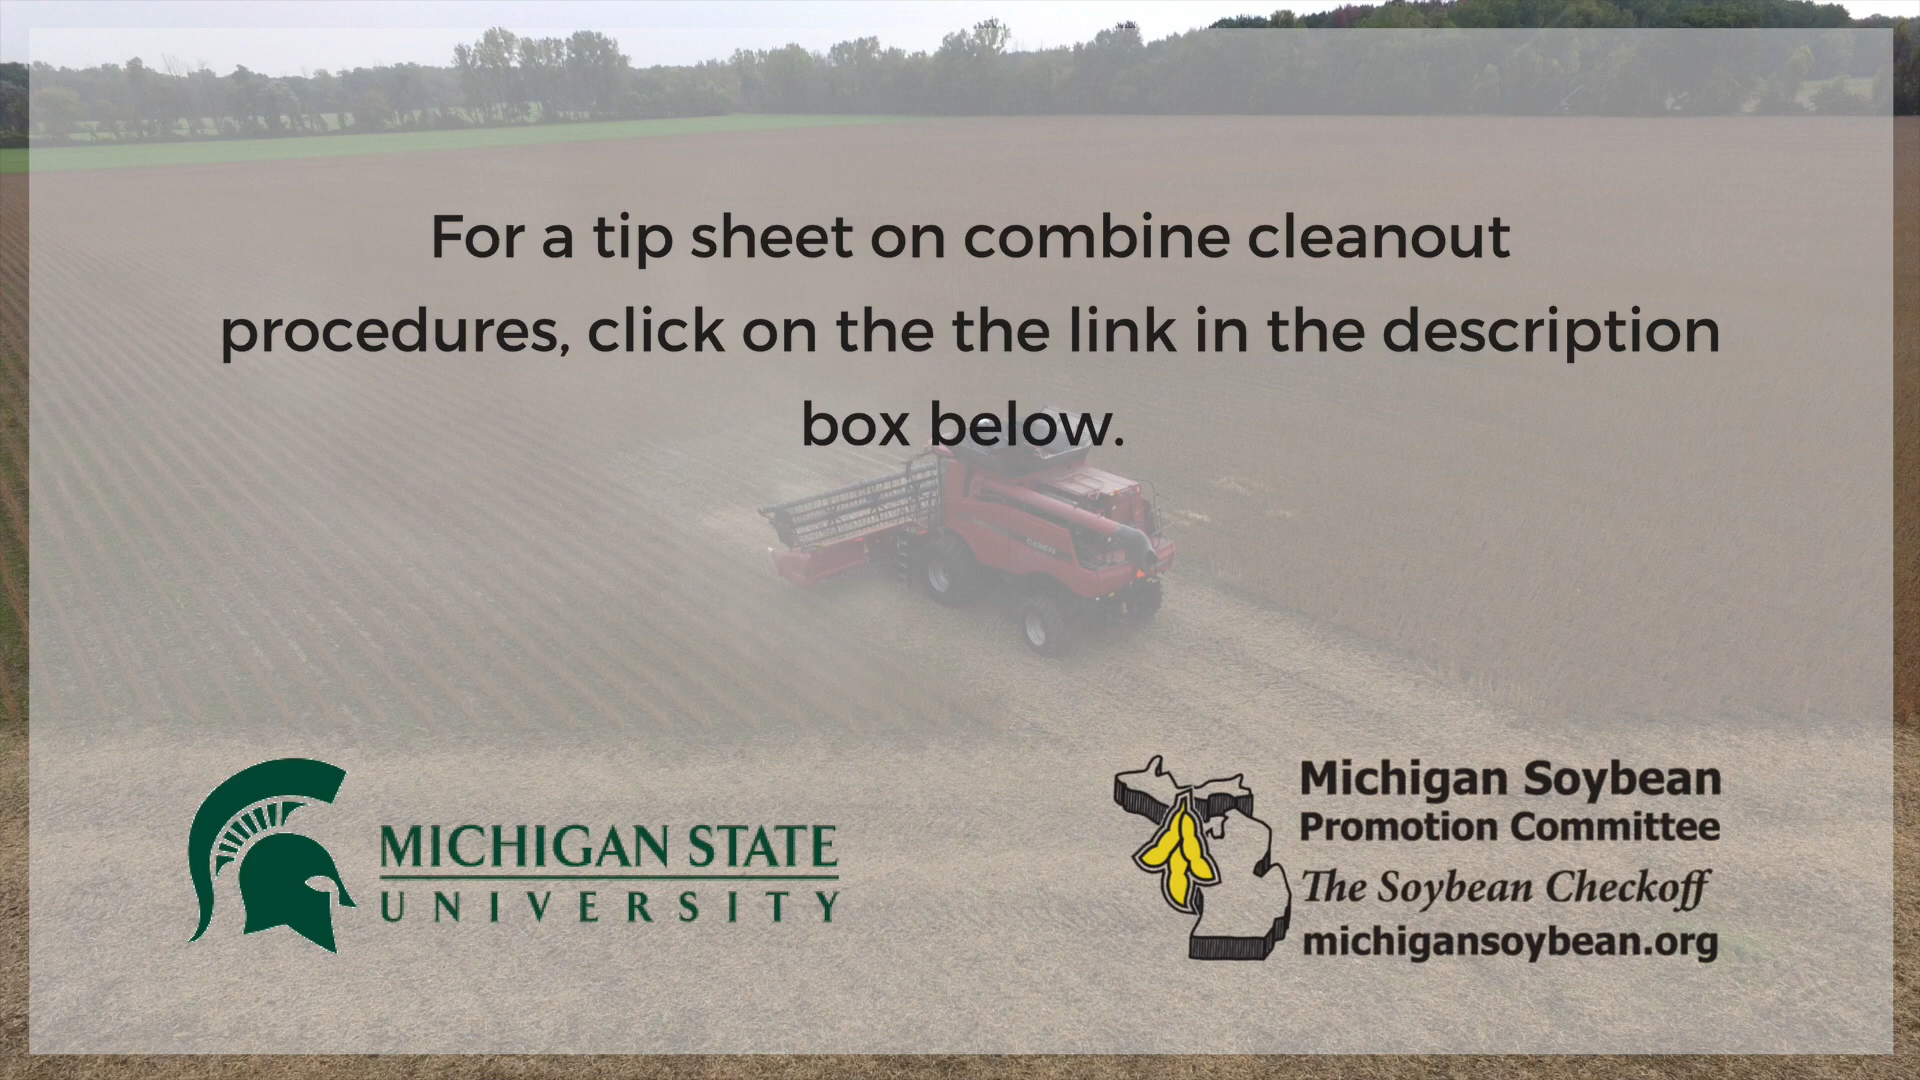 For a tip sheet on combine cleanout
procedures, click on the the link in the description
box below.
MICHIGAN STATE
UNIVERSITY
Michigan Soybean
Promotion Committee
The Soybean Checkoff
michigansoybean.org